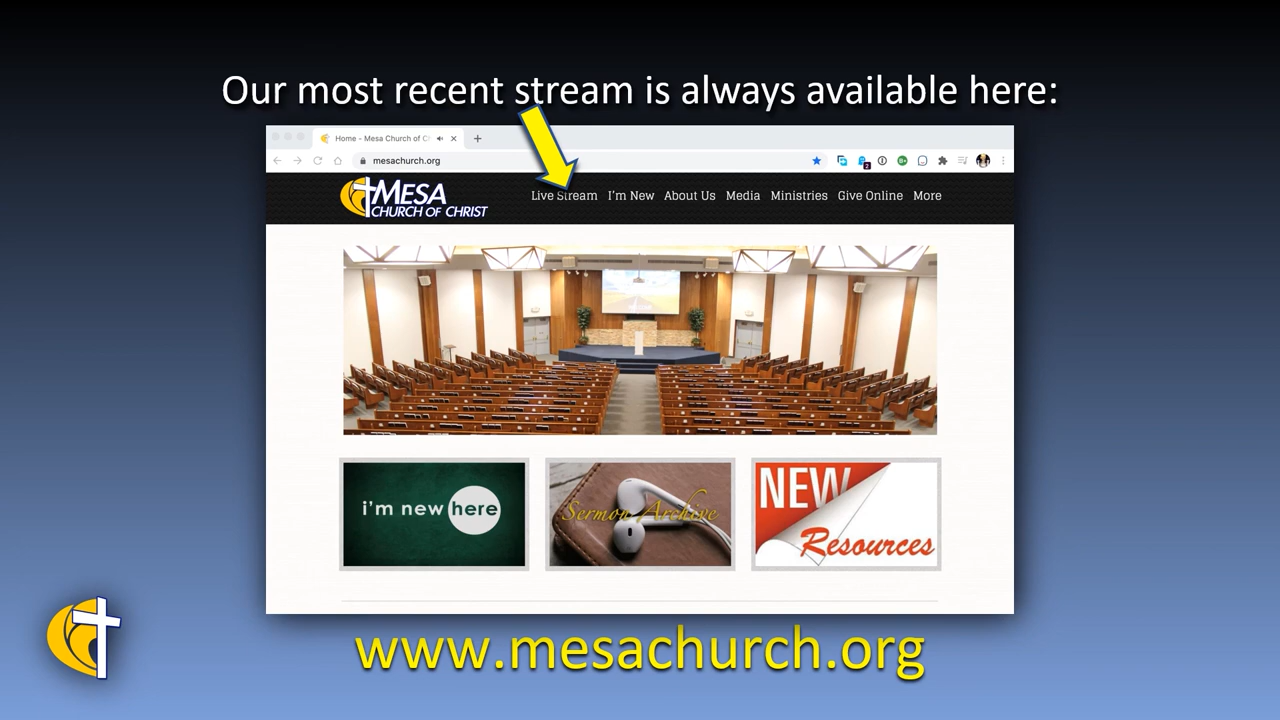 Our most recent stream is always available here:
Home - Mesa Church of C
mesachurch.org
2
MESA
CHURCH OF CHRIST
Live Stream I'm New About Us Media Ministries Give Online More
i'm new here
Sermon Archive
NEW
Resources
www.mesachurch.org